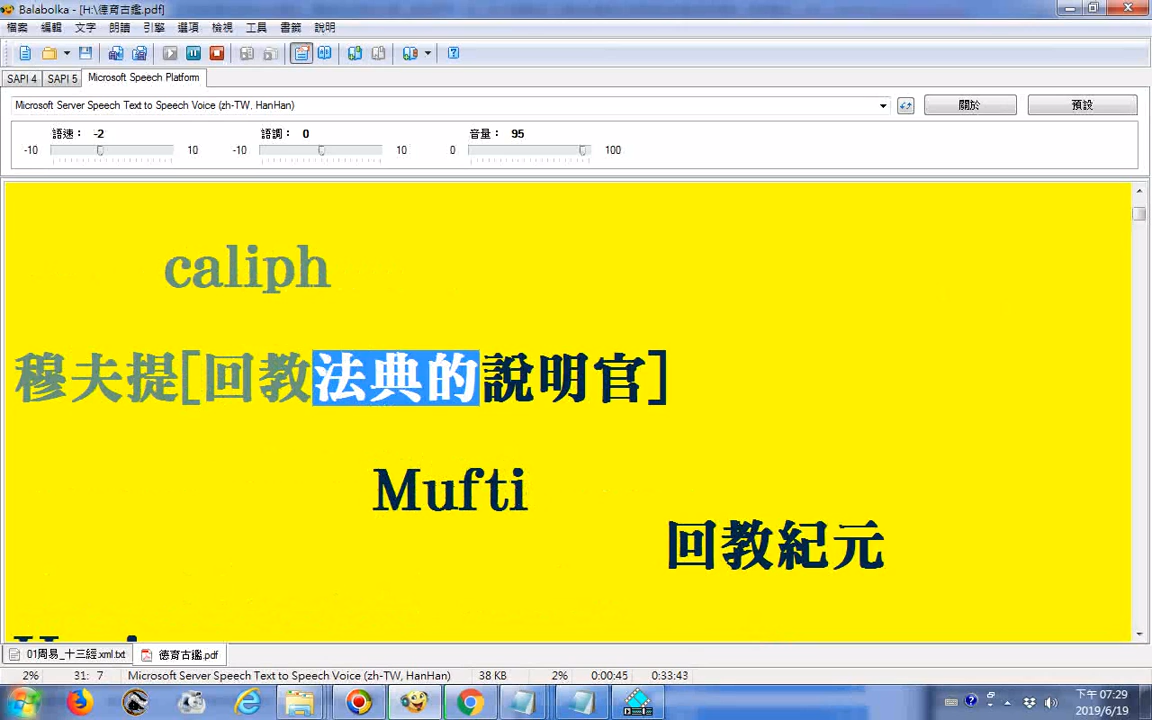 Balabolka - [H:\德育古鑑.pdf]
檔案 編輯 文字 朗讀 引擎 選項 檢視 工具 書籤 說明
SAPI 4 SAPI 5 Microsoft Speech Platform
Microsoft Server Speech Text to Speech Voice (zh-TW, HanHan) 關於 預設
語速： -2 語調： 0 音量： 95
-10 10 -10 10 0 100
caliph
穆夫提[回教法典的說明官]
Mufti
回教紀元
01周易_十三經.xml.txt 德育古鑑.pdf
2% 31: 7 Microsoft Server Speech Text to Speech Voice (zh-TW, HanHan) 38 KB 2% 0:00:45 0:33:43
下午 07:29
2019/6/19